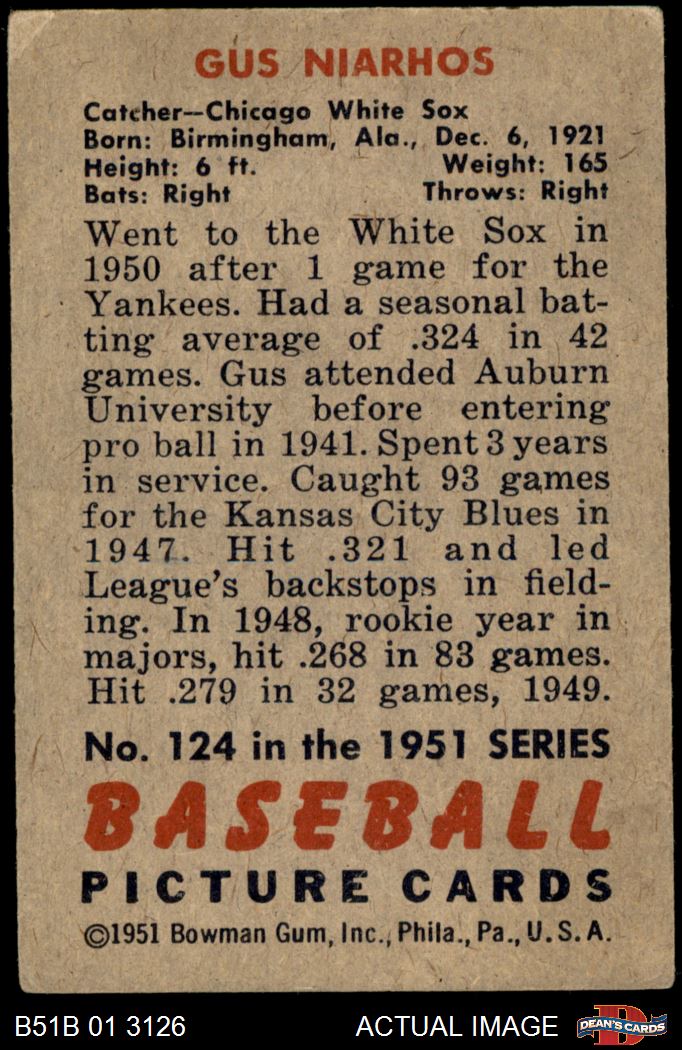 GUS NIARHOS
Catcher—Chicago White Sox
Born: Birmingham, Ala., Dec. 6, 1921
Height: 6 ft. Weight: 165
Bats: Right Throws: Right
Went to the White Sox in
1950 after 1 game for the
Yankees. Had a seasonal bat-
ting average of .324 in 42
games. Gus attended Auburn
University before entering
pro ball in 1941. Spent 3 years
in service. Caught 93 games
for the Kansas City Blues in
1947. Hit .321 and led
League's backstops in field-
ing. In 1948, rookie year in
majors, hit .268 in 83 games.
Hit .279 in 32 games, 1949.
No. 124 in the 1951 SERIES
BASEBALL
PICTURE CARDS
©1951 Bowman Gum, Inc., Phila., Pa., U.S.A.
B51B 01 3126 ACTUAL IMAGE
D
DEAN'S CARDS